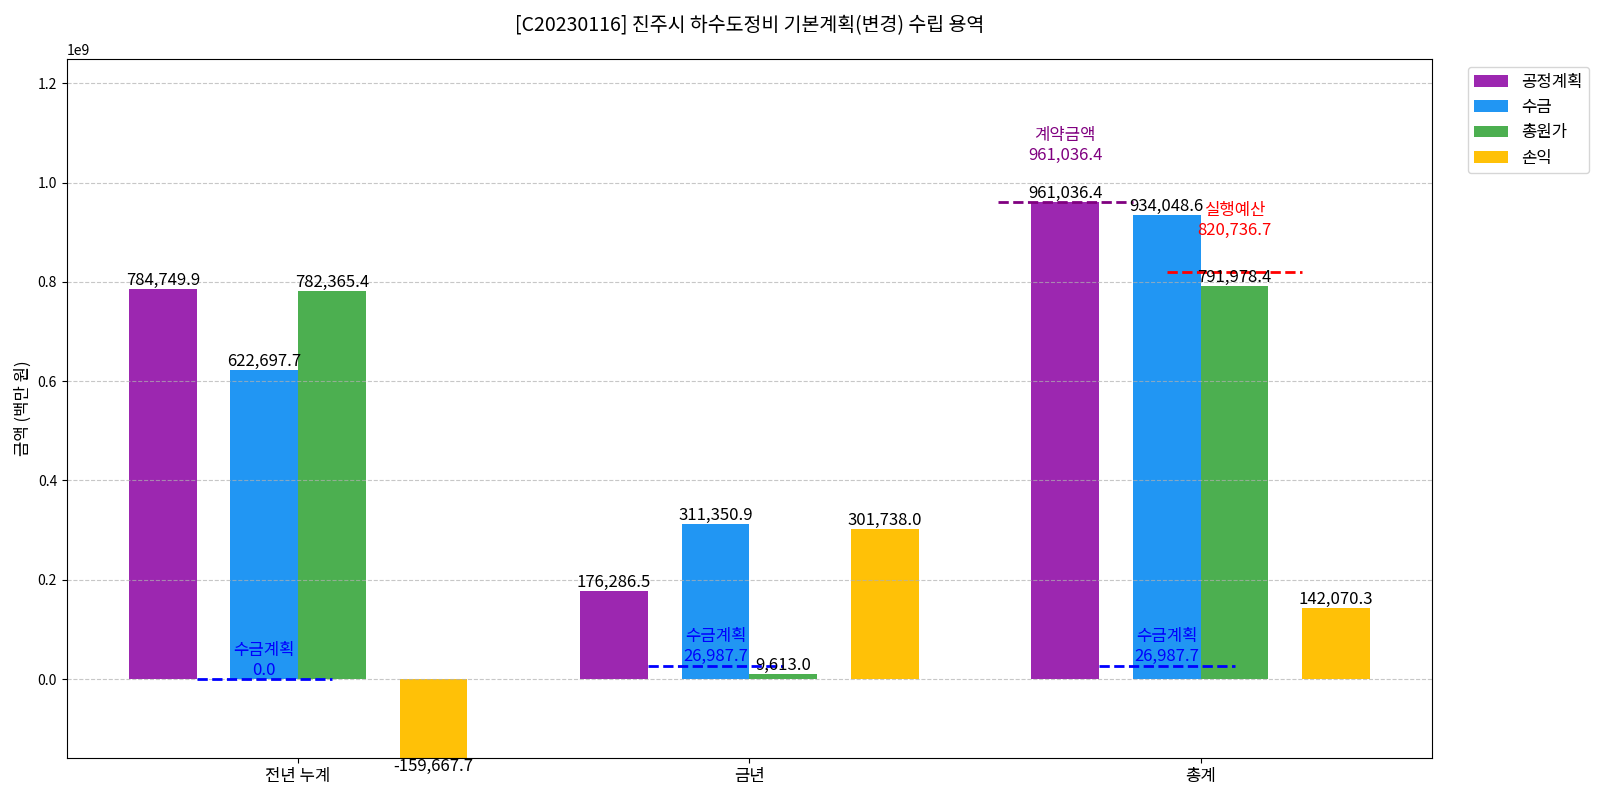 [C20230116] 진주시 하수도정비 기본계획(변경) 수립 용역
1e9
금액 (백만 원)
1.2
1.0
0.8
0.6
0.4
0.2
0.0
784,749.9
622,697.7
782,365.4
-159,667.7
수금계획
0.0
176,286.5
311,350.9
9,613.0
301,738.0
수금계획
26,987.7
계약금액
961,036.4
961,036.4
934,048.6
실행예산
820,736.7
791,978.4
142,070.3
수금계획
26,987.7
전년 누계
금년
총계
공정계획
수금
총원가
손익